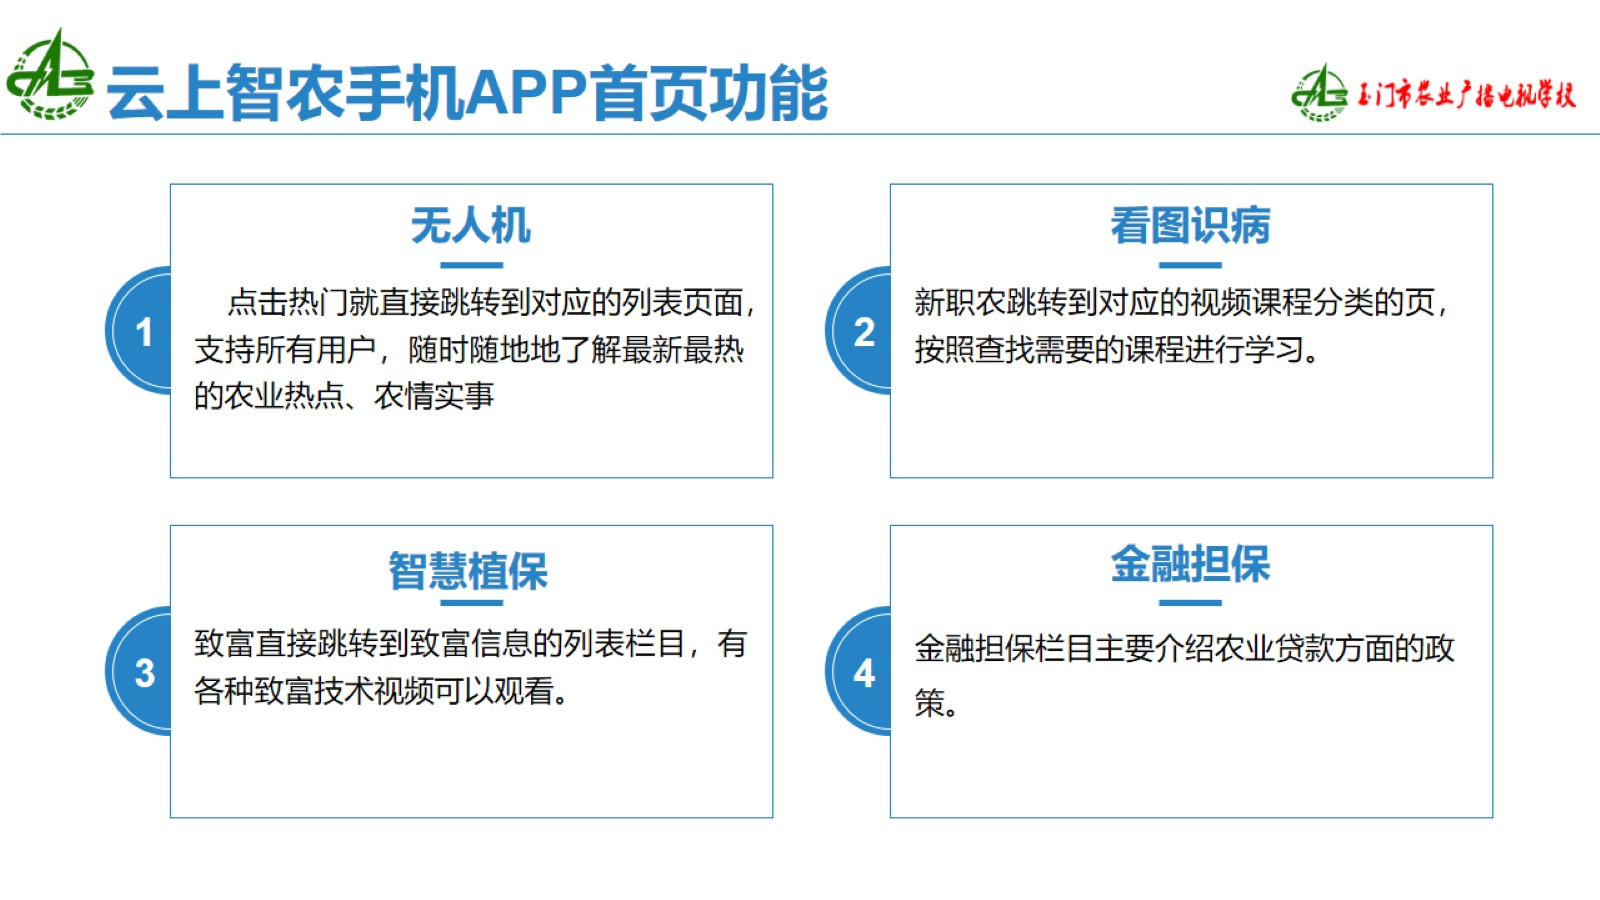 云上智农手机APP首页功能
玉门市农业广播电视学校
1
无人机
点击热门就直接跳转到对应的列表页面，
支持所有用户，随时随地地了解最新最热
的农业热点、农情实事
2
看图识病
新职农跳转到对应的视频课程分类的页，
按照查找需要的课程进行学习。
3
智慧植保
致富直接跳转到致富信息的列表栏目，有
各种致富技术视频可以观看。
4
金融担保
金融担保栏目主要介绍农业贷款方面的政
策。